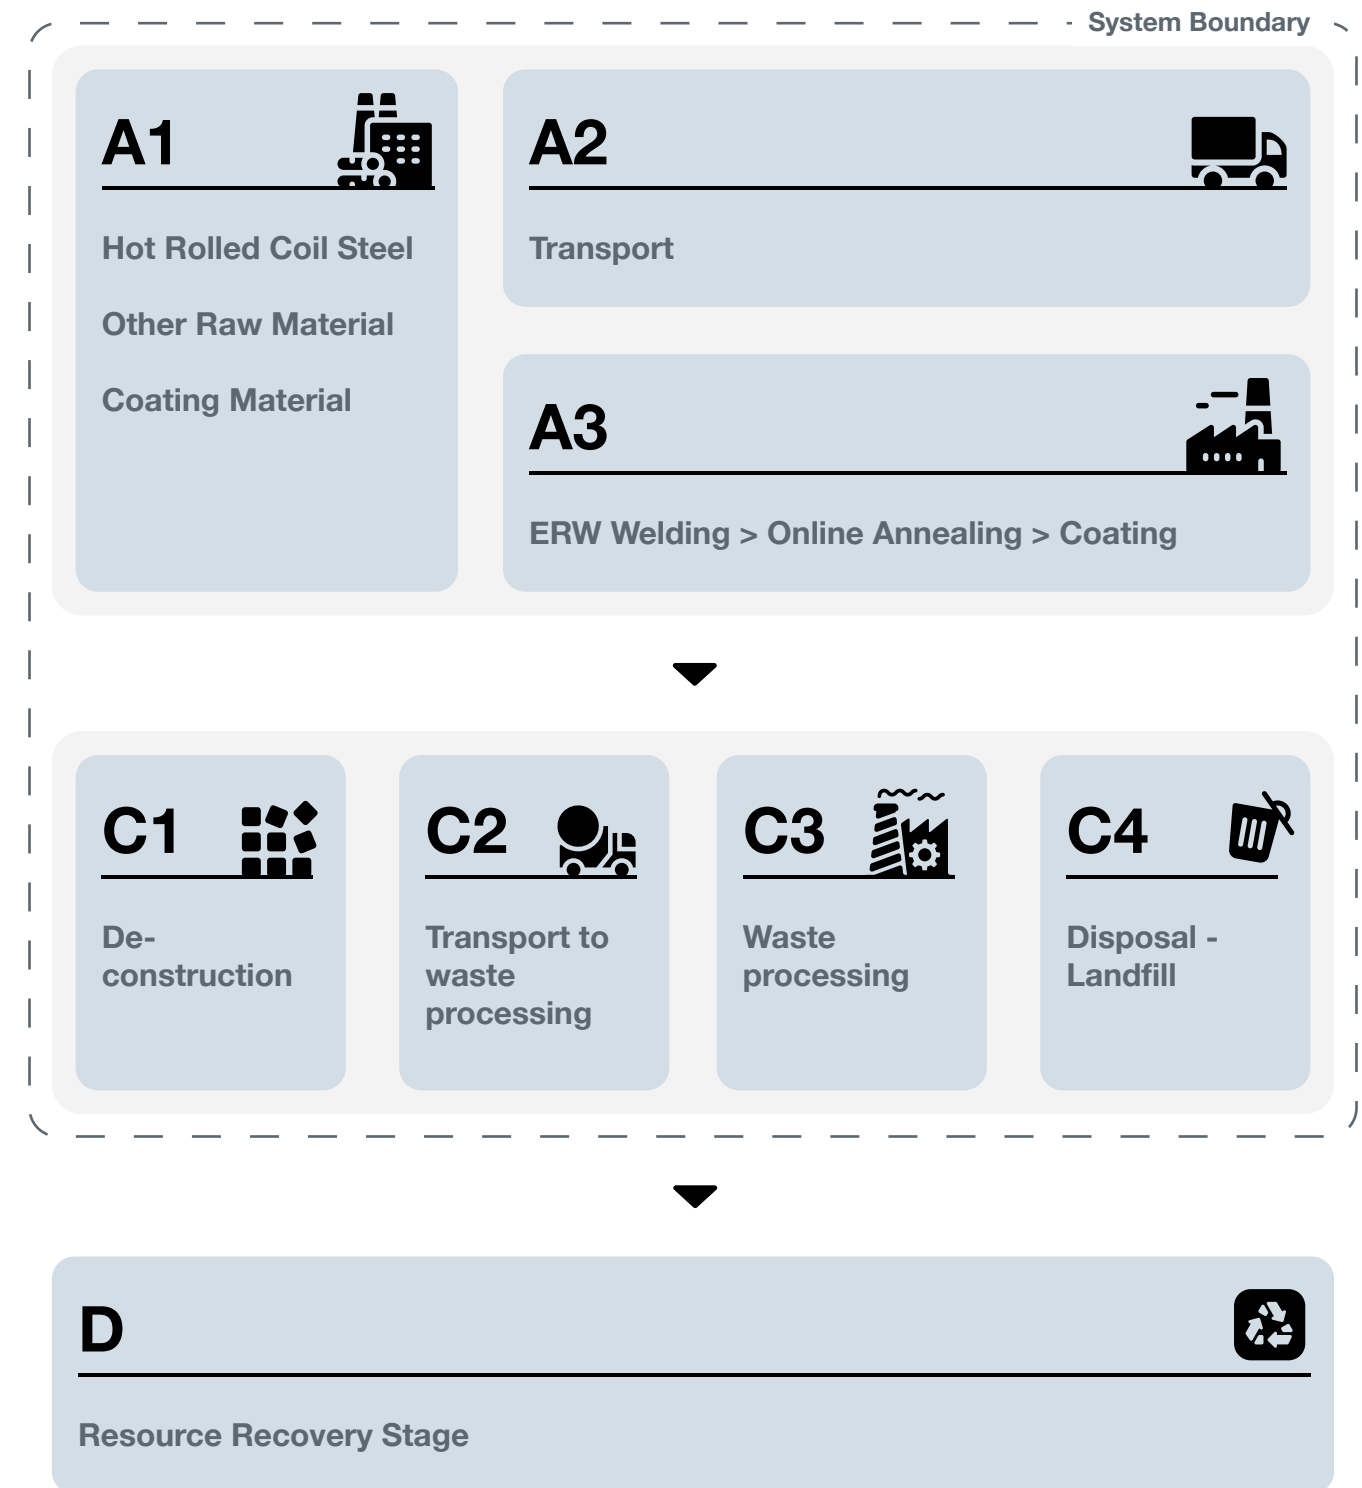 System Boundary
A1
Hot Rolled Coil Steel
Other Raw Material
Coating Material
A2
Transport
A3
ERW Welding > Online Annealing > Coating
C1
De-
construction
C2
Transport to
waste
processing
C3
Waste
processing
C4
Disposal -
Landfill
D
Resource Recovery Stage